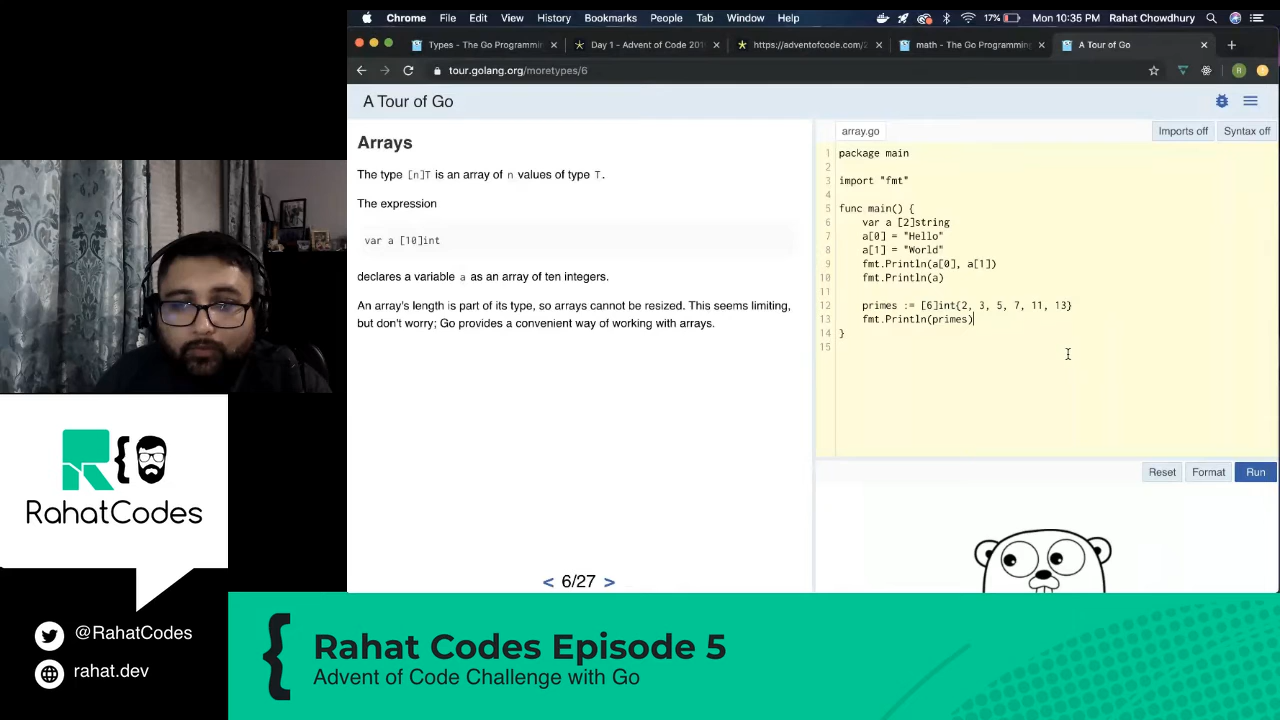 Chrome File Edit View History Bookmarks People Tab Window Help 17% Mon 10:35 PM Rahat Chowdhury
Types - The Go Programmin Day 1 - Advent of Code 201 https://adventofcode.com/2 math - The Go Programming A Tour of Go
tour.golang.org/moretypes/6 R
A Tour of Go
Arrays
The type [n]T is an array of n values of type T.
The expression
var a [10]int
declares a variable a as an array of ten integers.
An array's length is part of its type, so arrays cannot be resized. This seems limiting,
but don't worry; Go provides a convenient way of working with arrays.
< 6/27 >
array.go Imports off Syntax off
1 package main
2
3 import "fmt"
4
5 func main() {
6 var a [2]string
7 a[0] = "Hello"
8 a[1] = "World"
9 fmt.Println(a[0], a[1])
10 fmt.Println(a)
11
12 primes := [6]int{2, 3, 5, 7, 11, 13}
13 fmt.Println(primes)
14 }
15
Reset Format Run
R{
RahatCodes
@RahatCodes
rahat.dev
{ Rahat Codes Episode 5
Advent of Code Challenge with Go